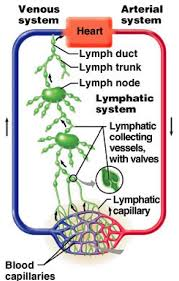 Venous
system
Arterial
system
Heart
Lymph duct
Lymph trunk
Lymph node
Lymphatic
system
Lymphatic
collecting
vessels,
with valves
Lymphatic
capillary
Blood
capillaries